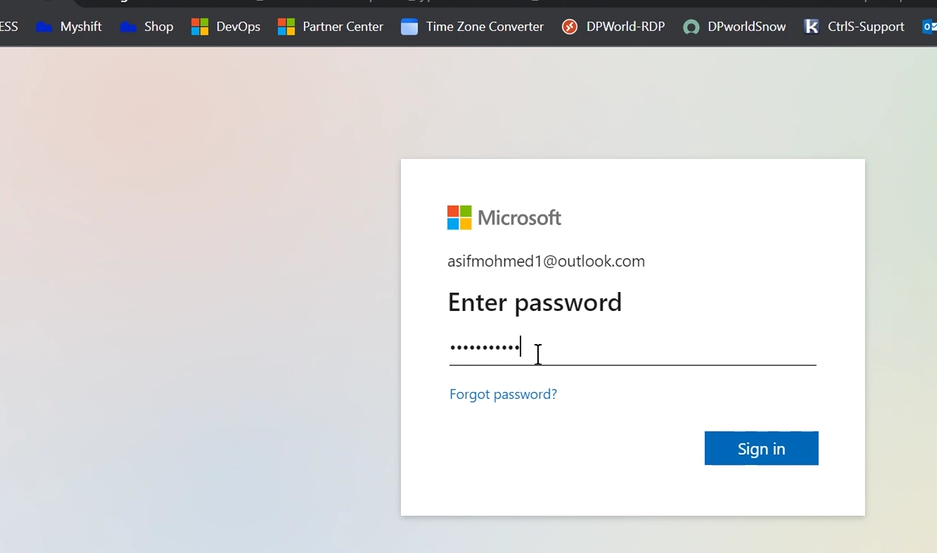 ESS Myshift Shop DevOps Partner Center Time Zone Converter DPWorld-RDP DPworldSnow CtrlS-Support
Microsoft
asifmohmed1@outlook.com
Enter password
•••••••••••
Forgot password?
Sign in